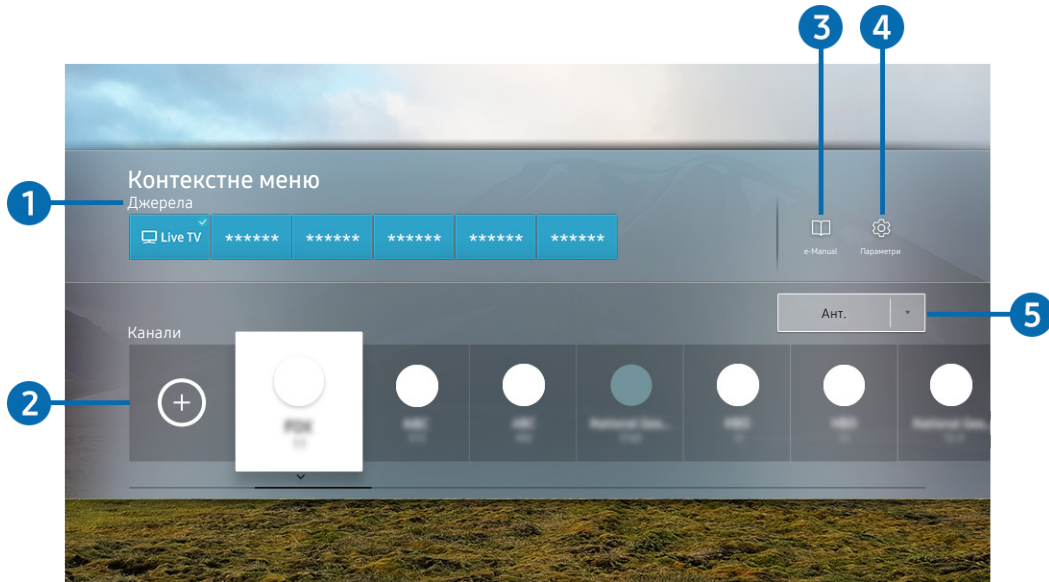 3 4
Контекстне меню
1
Джерела
Live TV ****** ****** ****** ****** ******
e-Manual Параметри
Ант.
5
Канали
2